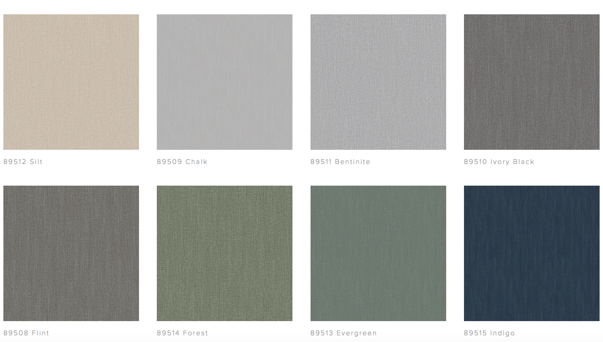 89512 Silt
89509 Chalk
89511 Bentinite
89510 Ivory Black
89508 Flint
89514 Forest
89513 Evergreen
89515 Indigo